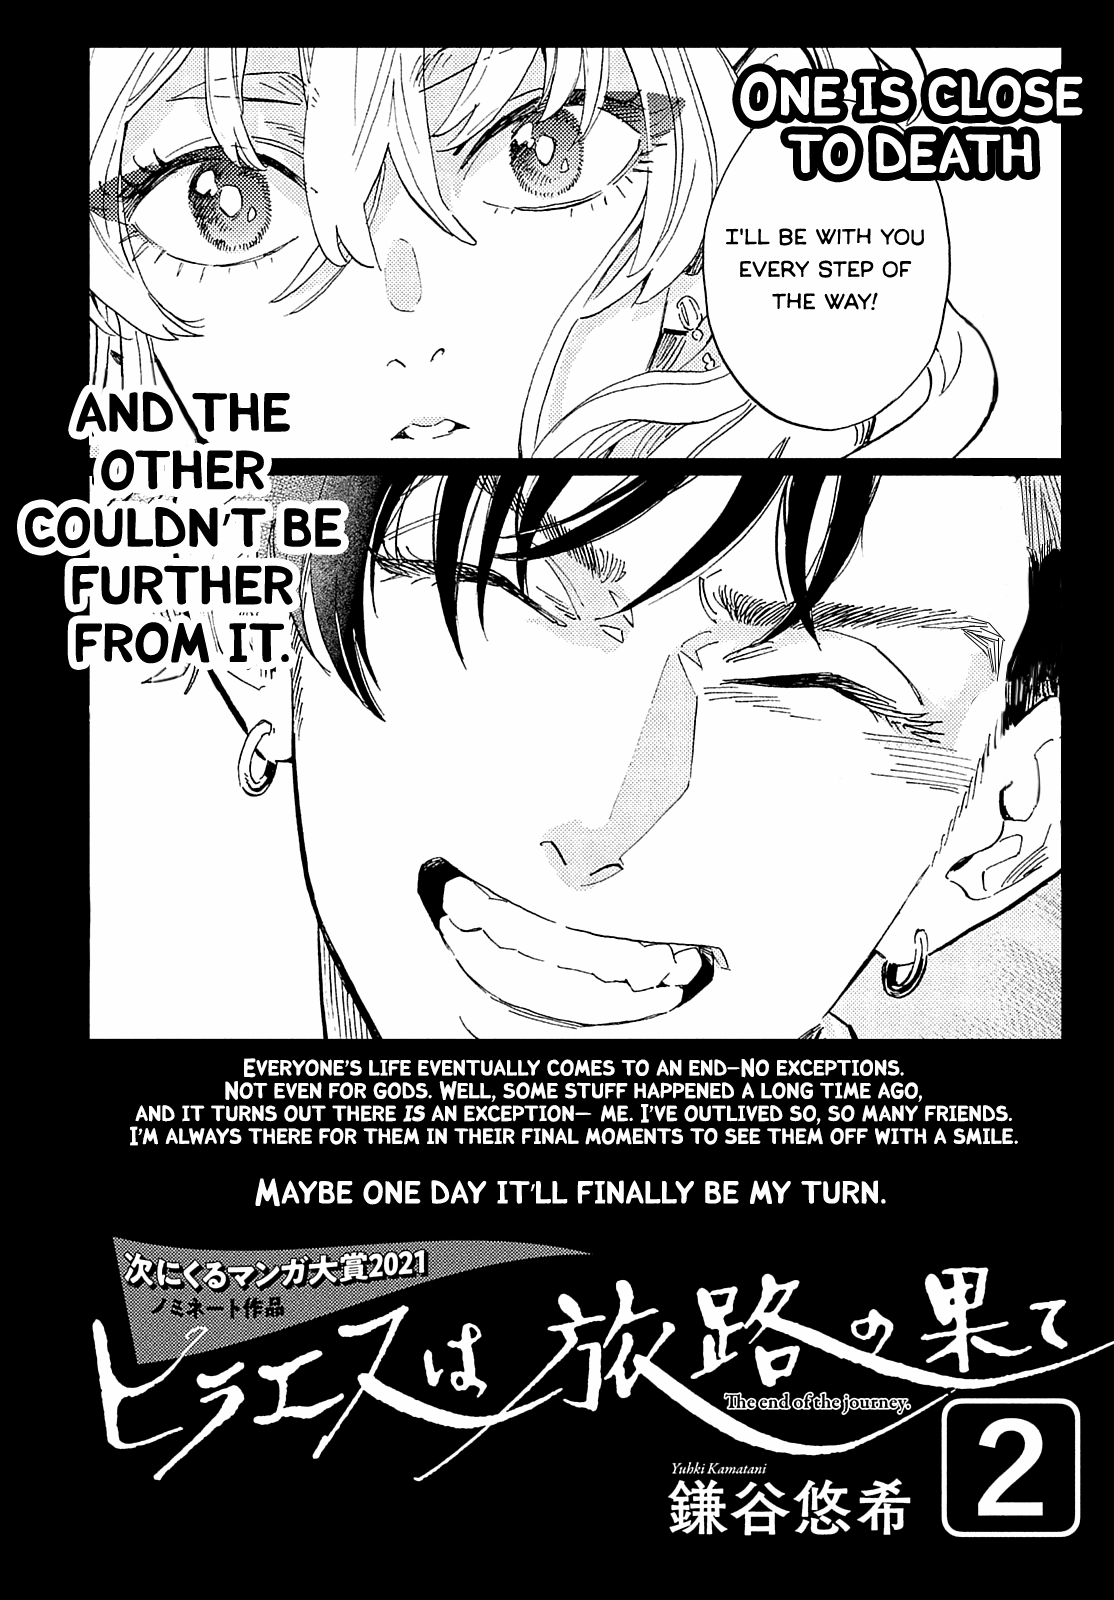 ONE IS CLOSE
TO DEATH
I'LL BE WITH YOU
EVERY STEP OF
THE WAY!
AND THE
OTHER
COULDN'T BE
FURTHER
FROM IT.
EVERYONE'S LIFE EVENTUALLY COMES TO AN END—NO EXCEPTIONS.
NOT EVEN FOR GODS. WELL, SOME STUFF HAPPENED A LONG TIME AGO,
AND IT TURNS OUT THERE IS AN EXCEPTION— ME. I'VE OUTLIVED SO, SO MANY FRIENDS.
I'M ALWAYS THERE FOR THEM IN THEIR FINAL MOMENTS TO SEE THEM OFF WITH A SMILE.
MAYBE ONE DAY IT'LL FINALLY BE MY TURN.
次にくるマンガ大賞2021
ノミネート作品
ヒラエスは旅路の果て
The end of the journey.
Yuhki Kamatani
鎌谷悠希
2